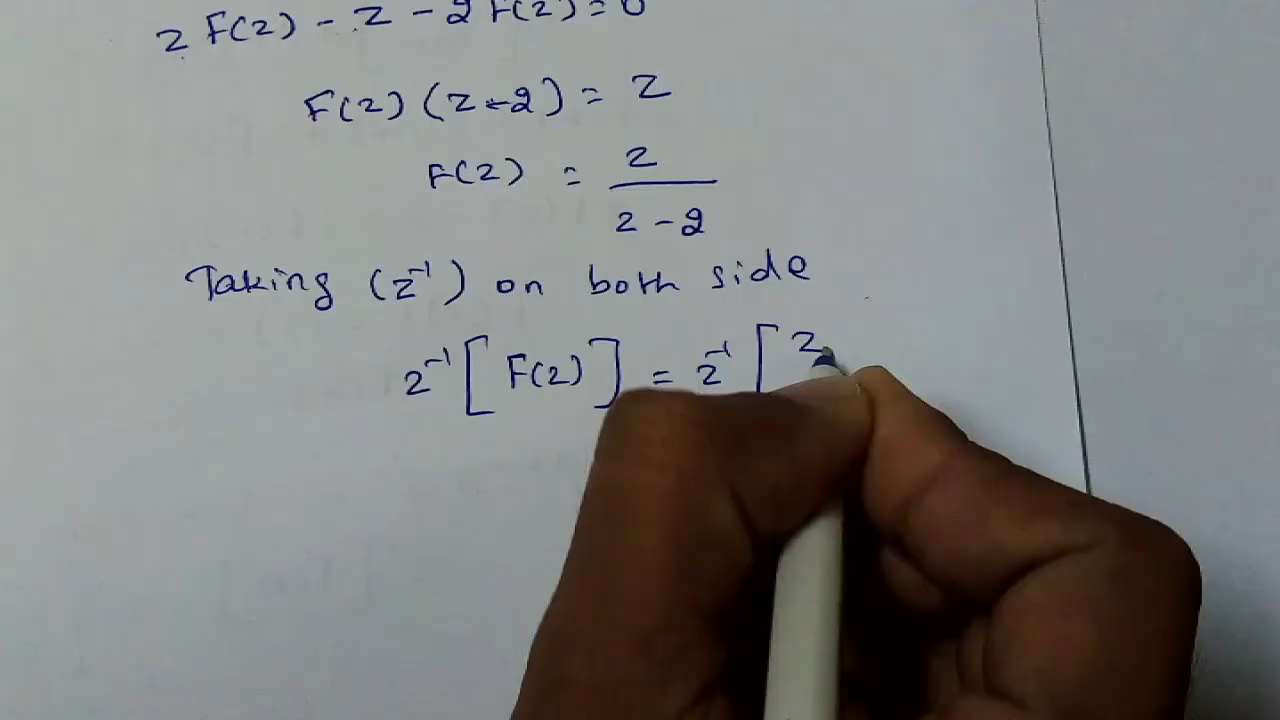 z F(z) - z - 2 F(z) = 0
F(z) (z - 2) = z
F(z) = z / z - 2
Taking (z⁻¹) on both side
z⁻¹ [ F(z) ] = z⁻¹ [ z